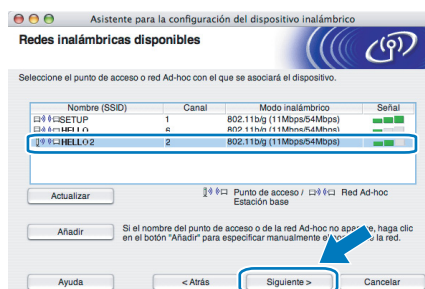 Asistente para la configuración del dispositivo inalámbrico
Redes inalámbricas disponibles
Seleccione el punto de acceso o red Ad-hoc con el que se asociará el dispositivo.
Nombre (SSID) Canal Modo inalámbrico Señal
SETUP 1 802.11b/g (11Mbps/54Mbps)
HELLO 6 802.11b/g (11Mbps/54Mbps)
HELLO 2 2 802.11b/g (11Mbps/54Mbps)
Actualizar
Punto de acceso / Red Ad-hoc
Estación base
Añadir
Si el nombre del punto de acceso o de la red Ad-hoc no haga clic
en el botón "Añadir" para especificar manualmente el la red.
Ayuda < Atrás Siguiente > Cancelar